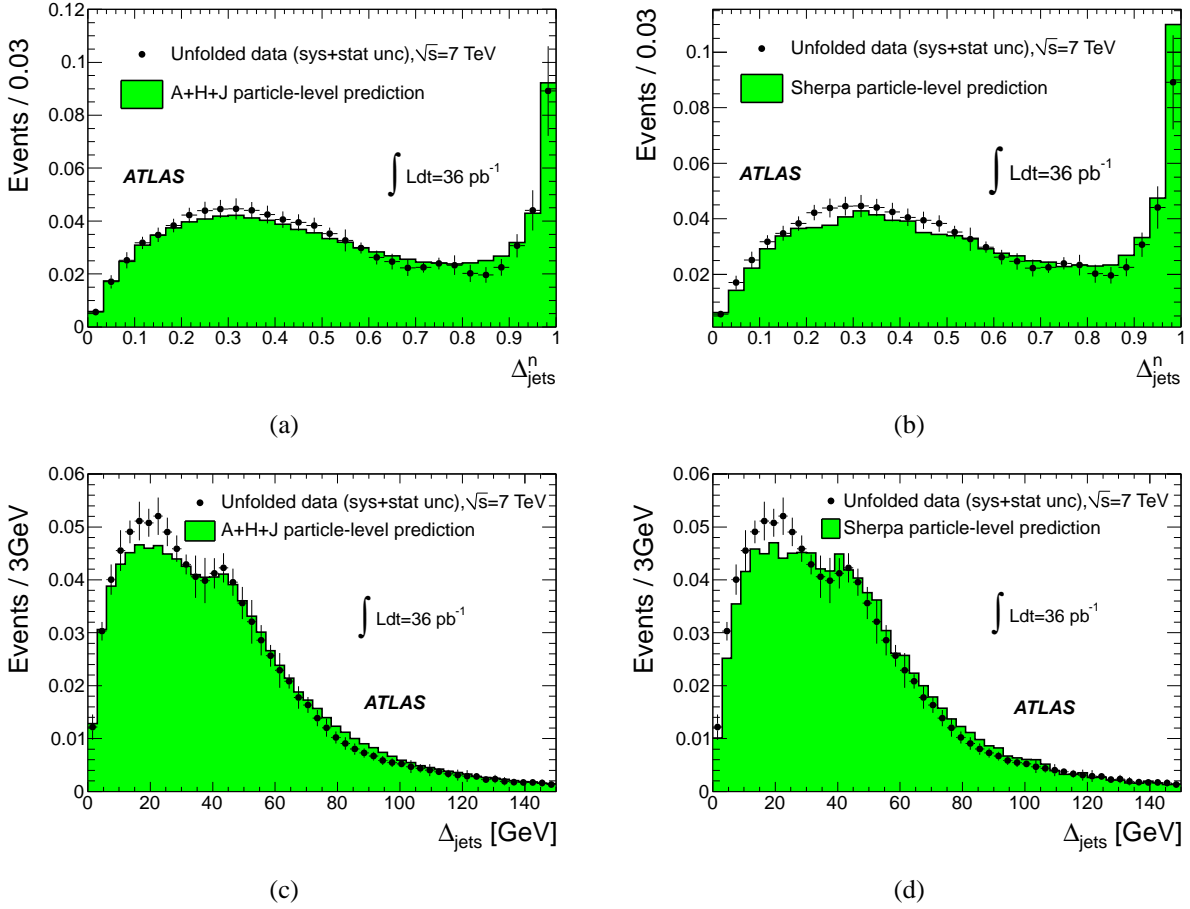 Events / 0.03
0.12
0.1
0.08
0.06
0.04
0.02
0
Unfolded data (sys+stat unc),√s=7 TeV
A+H+J particle-level prediction
ATLAS
∫ Ldt=36 pb⁻¹
0 0.1 0.2 0.3 0.4 0.5 0.6 0.7 0.8 0.9 1
Δⁿjets
(a)
Events / 0.03
0.1
0.08
0.06
0.04
0.02
Unfolded data (sys+stat unc),√s=7 TeV
Sherpa particle-level prediction
ATLAS
∫ Ldt=36 pb⁻¹
0 0.1 0.2 0.3 0.4 0.5 0.6 0.7 0.8 0.9 1
Δⁿjets
(b)
Events / 3GeV
0.06
0.05
0.04
0.03
0.02
0.01
0
Unfolded data (sys+stat unc),√s=7 TeV
A+H+J particle-level prediction
∫ Ldt=36 pb⁻¹
ATLAS
0 20 40 60 80 100 120 140
Δjets [GeV]
(c)
Events / 3GeV
0.06
0.05
0.04
0.03
0.02
0.01
0
Unfolded data (sys+stat unc),√s=7 TeV
Sherpa particle-level prediction
∫ Ldt=36 pb⁻¹
ATLAS
0 20 40 60 80 100 120 140
Δjets [GeV]
(d)